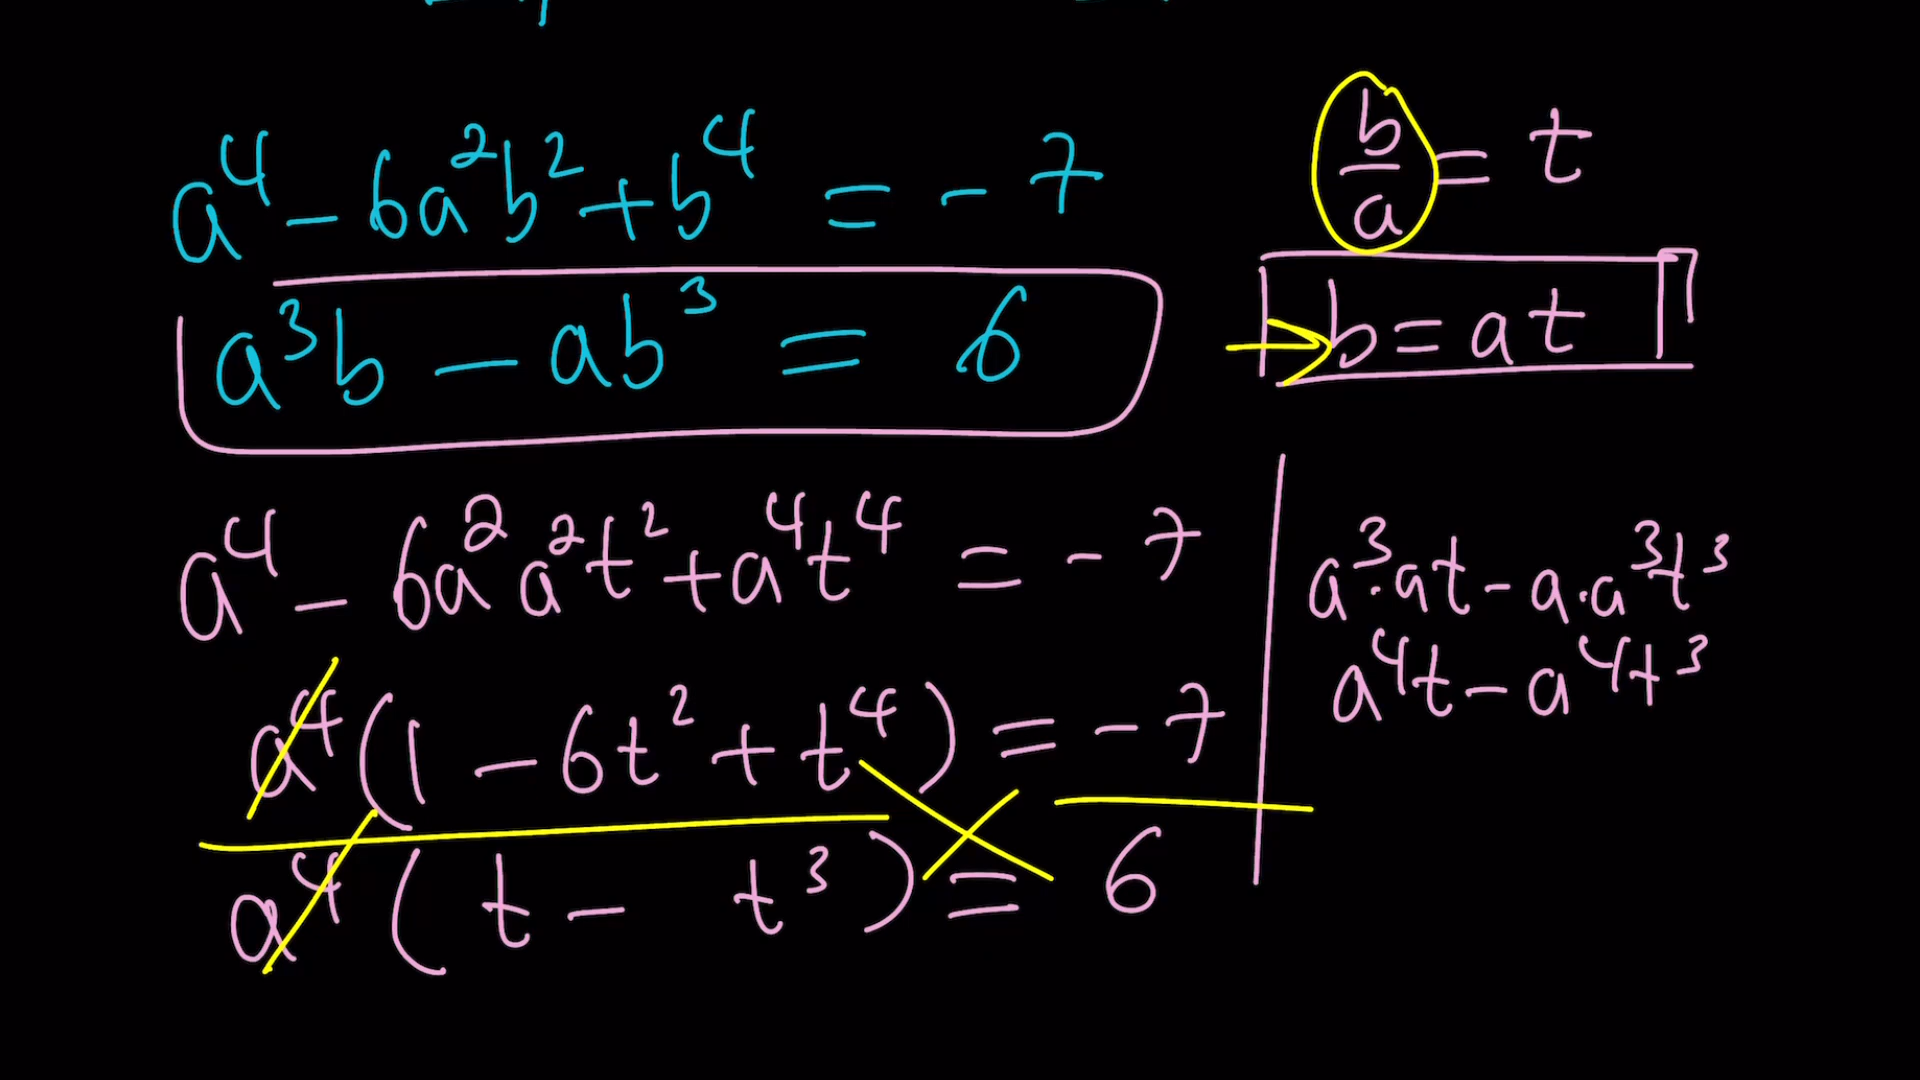 a⁴ - 6a²b² + b⁴ = -7
a³b - ab³ = 6
b/a = t
b = at
a⁴ - 6a²a²t² + a⁴t⁴ = -7
a⁴(1 - 6t² + t⁴) = -7
a⁴(t - t³) = 6
a³·at - a·a³t³
a⁴t - a⁴t³